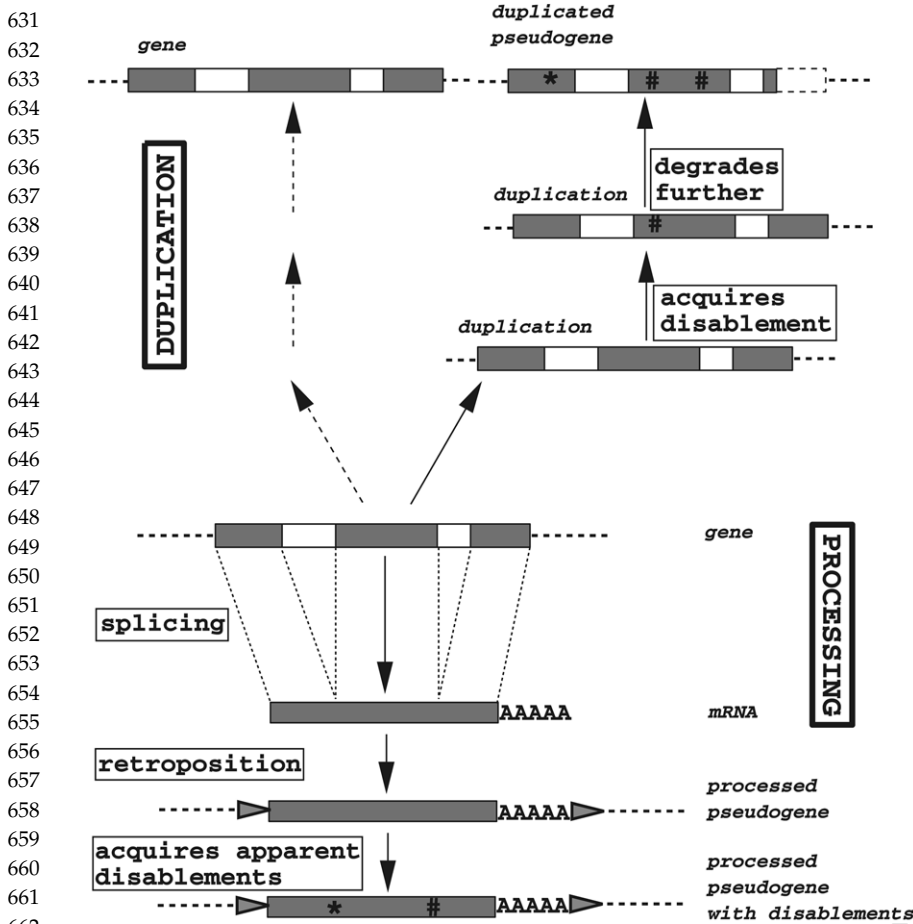 631
632
633
634
635
636
637
638
639
640
641
642
643
644
645
646
647
648
649
650
651
652
653
654
655
656
657
658
659
660
661
gene
duplicated
pseudogene
*
#
#
DUPLICATION
degrades
further
duplication
#
acquires
disablement
duplication
gene
PROCESSING
splicing
AAAAA
mRNA
retroposition
AAAAA
processed
pseudogene
acquires apparent
disablements
*
#
AAAAA
processed
pseudogene
with disablements